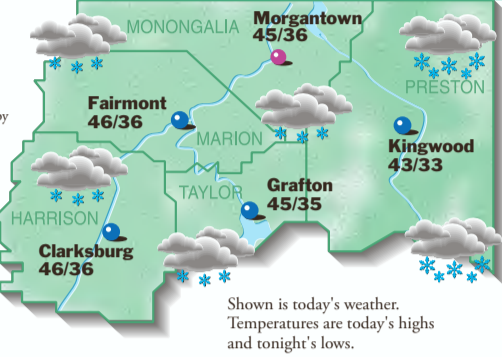 MONONGALIA
Morgantown
45/36
PRESTON
by
Fairmont
46/36
MARION
Kingwood
43/33
TAYLOR
Grafton
45/35
HARRISON
Clarksburg
46/36
Shown is today's weather.
Temperatures are today's highs
and tonight's lows.